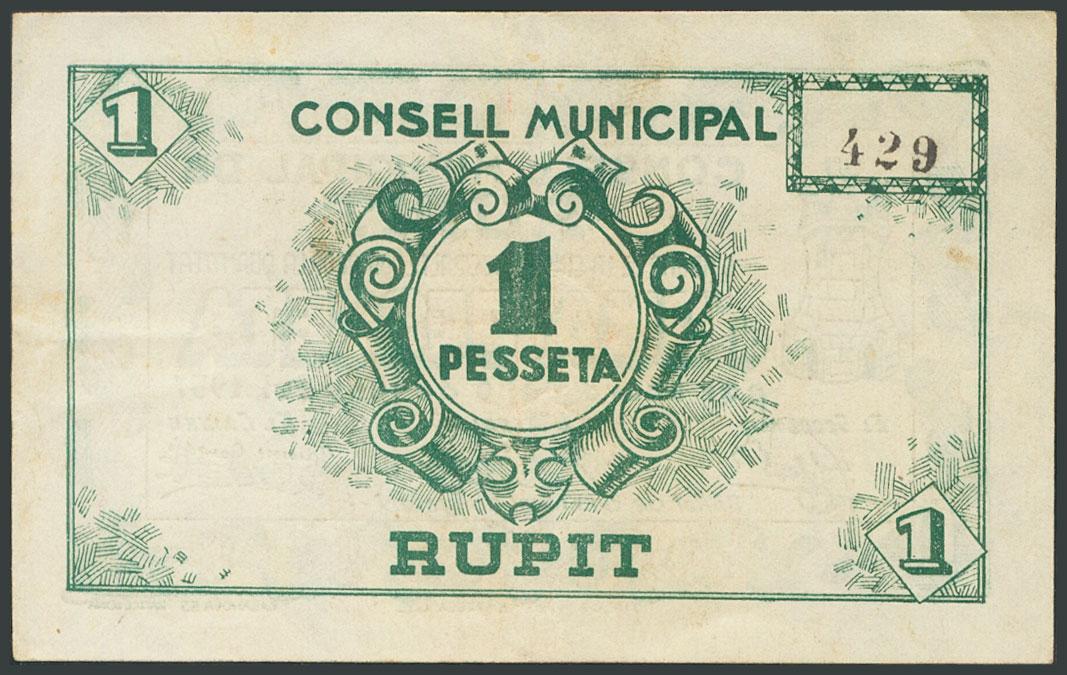 1
CONSELL MUNICIPAL
429
1
PESSETA
RUPIT
1